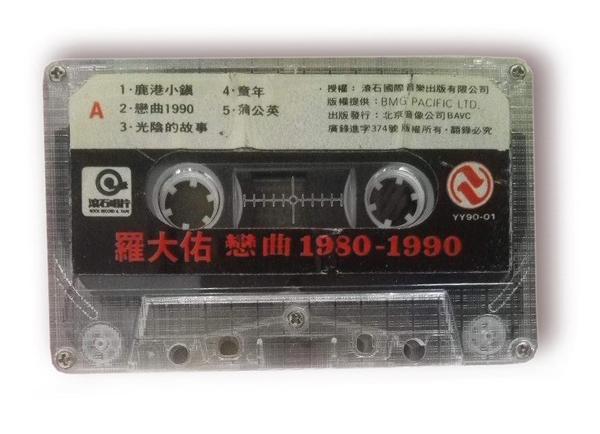 A
1·鹿港小鎮
2·戀曲1990
3·光陰的故事
4·童年
5·蒲公英
授權：滾石國際音樂出版有限公司
版權提供：BMG PACIFIC LTD.
出版發行：北京音像公司BAVC
廣錄進字374號 版權所有·翻錄必究
滾石唱片
ROCK RECORD & TAPE
YY90-01
羅大佑 戀曲1980-1990